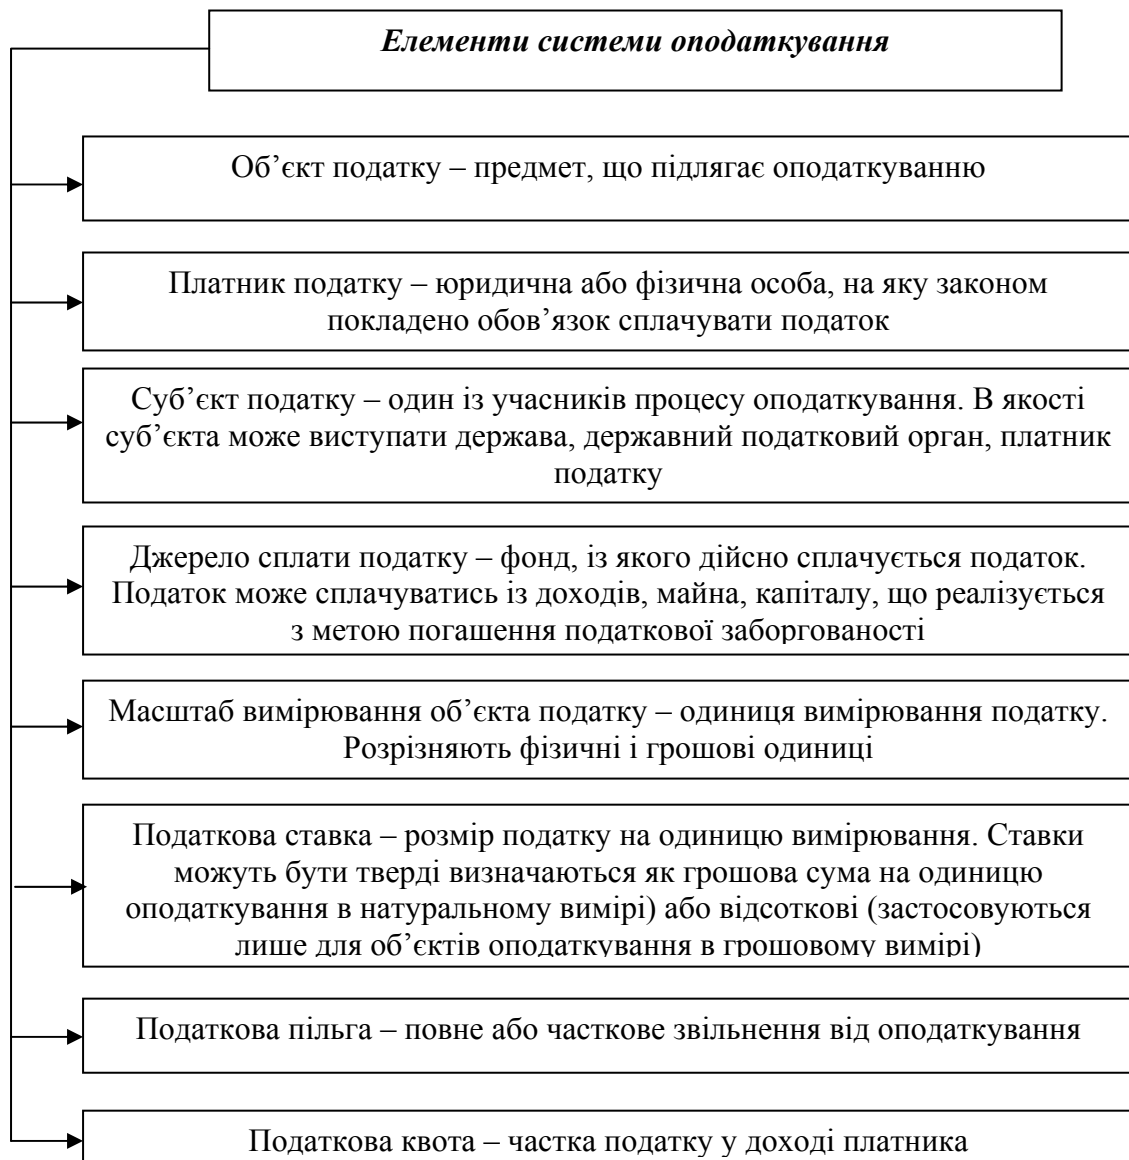 Елементи системи оподаткування
Об’єкт податку – предмет, що підлягає оподаткуванню
Платник податку – юридична або фізична особа, на яку законом
покладено обов’язок сплачувати податок
Суб’єкт податку – один із учасників процесу оподаткування. В якості
суб’єкта може виступати держава, державний податковий орган, платник
податку
Джерело сплати податку – фонд, із якого дійсно сплачується податок.
Податок може сплачуватись із доходів, майна, капіталу, що реалізується
з метою погашення податкової заборгованості
Масштаб вимірювання об’єкта податку – одиниця вимірювання податку.
Розрізняють фізичні і грошові одиниці
Податкова ставка – розмір податку на одиницю вимірювання. Ставки
можуть бути тверді визначаються як грошова сума на одиницю
оподаткування в натуральному вимірі) або відсоткові (застосовуються
лише для об’єктів оподаткування в грошовому вимірі)
Податкова пільга – повне або часткове звільнення від оподаткування
Податкова квота – частка податку у доході платника